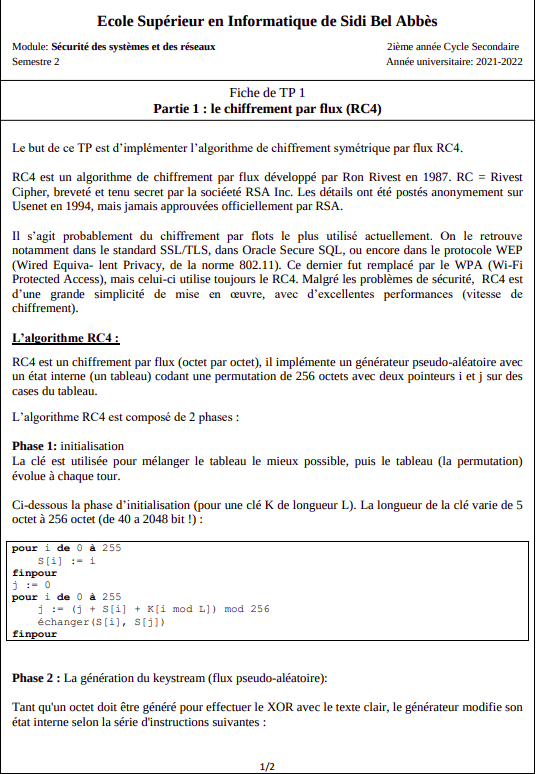 Ecole Supérieur en Informatique de Sidi Bel Abbès
Module: Sécurité des systèmes et des réseaux
2ième année Cycle Secondaire
Semestre 2
Année universitaire: 2021-2022
Fiche de TP 1
Partie 1 : le chiffrement par flux (RC4)
Le but de ce TP est d'implémenter l'algorithme de chiffrement symétrique par flux RC4.
RC4 est un algorithme de chiffrement par flux développé par Ron Rivest en 1987. RC = Rivest
Cipher, breveté et tenu secret par la sociéeté RSA Inc. Les détails ont été postés anonymement sur
Usenet en 1994, mais jamais approuvées officiellement par RSA.
Il s'agit probablement du chiffrement par flots le plus utilisé actuellement. On le retrouve
notamment dans le standard SSL/TLS, dans Oracle Secure SQL, ou encore dans le protocole WEP
(Wired Equiva- lent Privacy, de la norme 802.11). Ce dernier fut remplacé par le WPA (Wi-Fi
Protected Access), mais celui-ci utilise toujours le RC4. Malgré les problèmes de sécurité, RC4 est
d'une grande simplicité de mise en œuvre, avec d'excellentes performances (vitesse de
chiffrement).
L'algorithme RC4 :
RC4 est un chiffrement par flux (octet par octet), il implémente un générateur pseudo-aléatoire avec
un état interne (un tableau) codant une permutation de 256 octets avec deux pointeurs i et j sur des
cases du tableau.
L'algorithme RC4 est composé de 2 phases :
Phase 1: initialisation
La clé est utilisée pour mélanger le tableau le mieux possible, puis le tableau (la permutation)
évolue à chaque tour.
Ci-dessous la phase d'initialisation (pour une clé K de longueur L). La longueur de la clé varie de 5
octet à 256 octet (de 40 a 2048 bit !) :
pour i de 0 à 255
S[i] := i
finpour
j := 0
pour i de 0 à 255
j := (j + S[i] + K[i mod L]) mod 256
échanger(S[i], S[j])
finpour
Phase 2 : La génération du keystream (flux pseudo-aléatoire):
Tant qu'un octet doit être généré pour effectuer le XOR avec le texte clair, le générateur modifie son
état interne selon la série d'instructions suivantes :
1/2